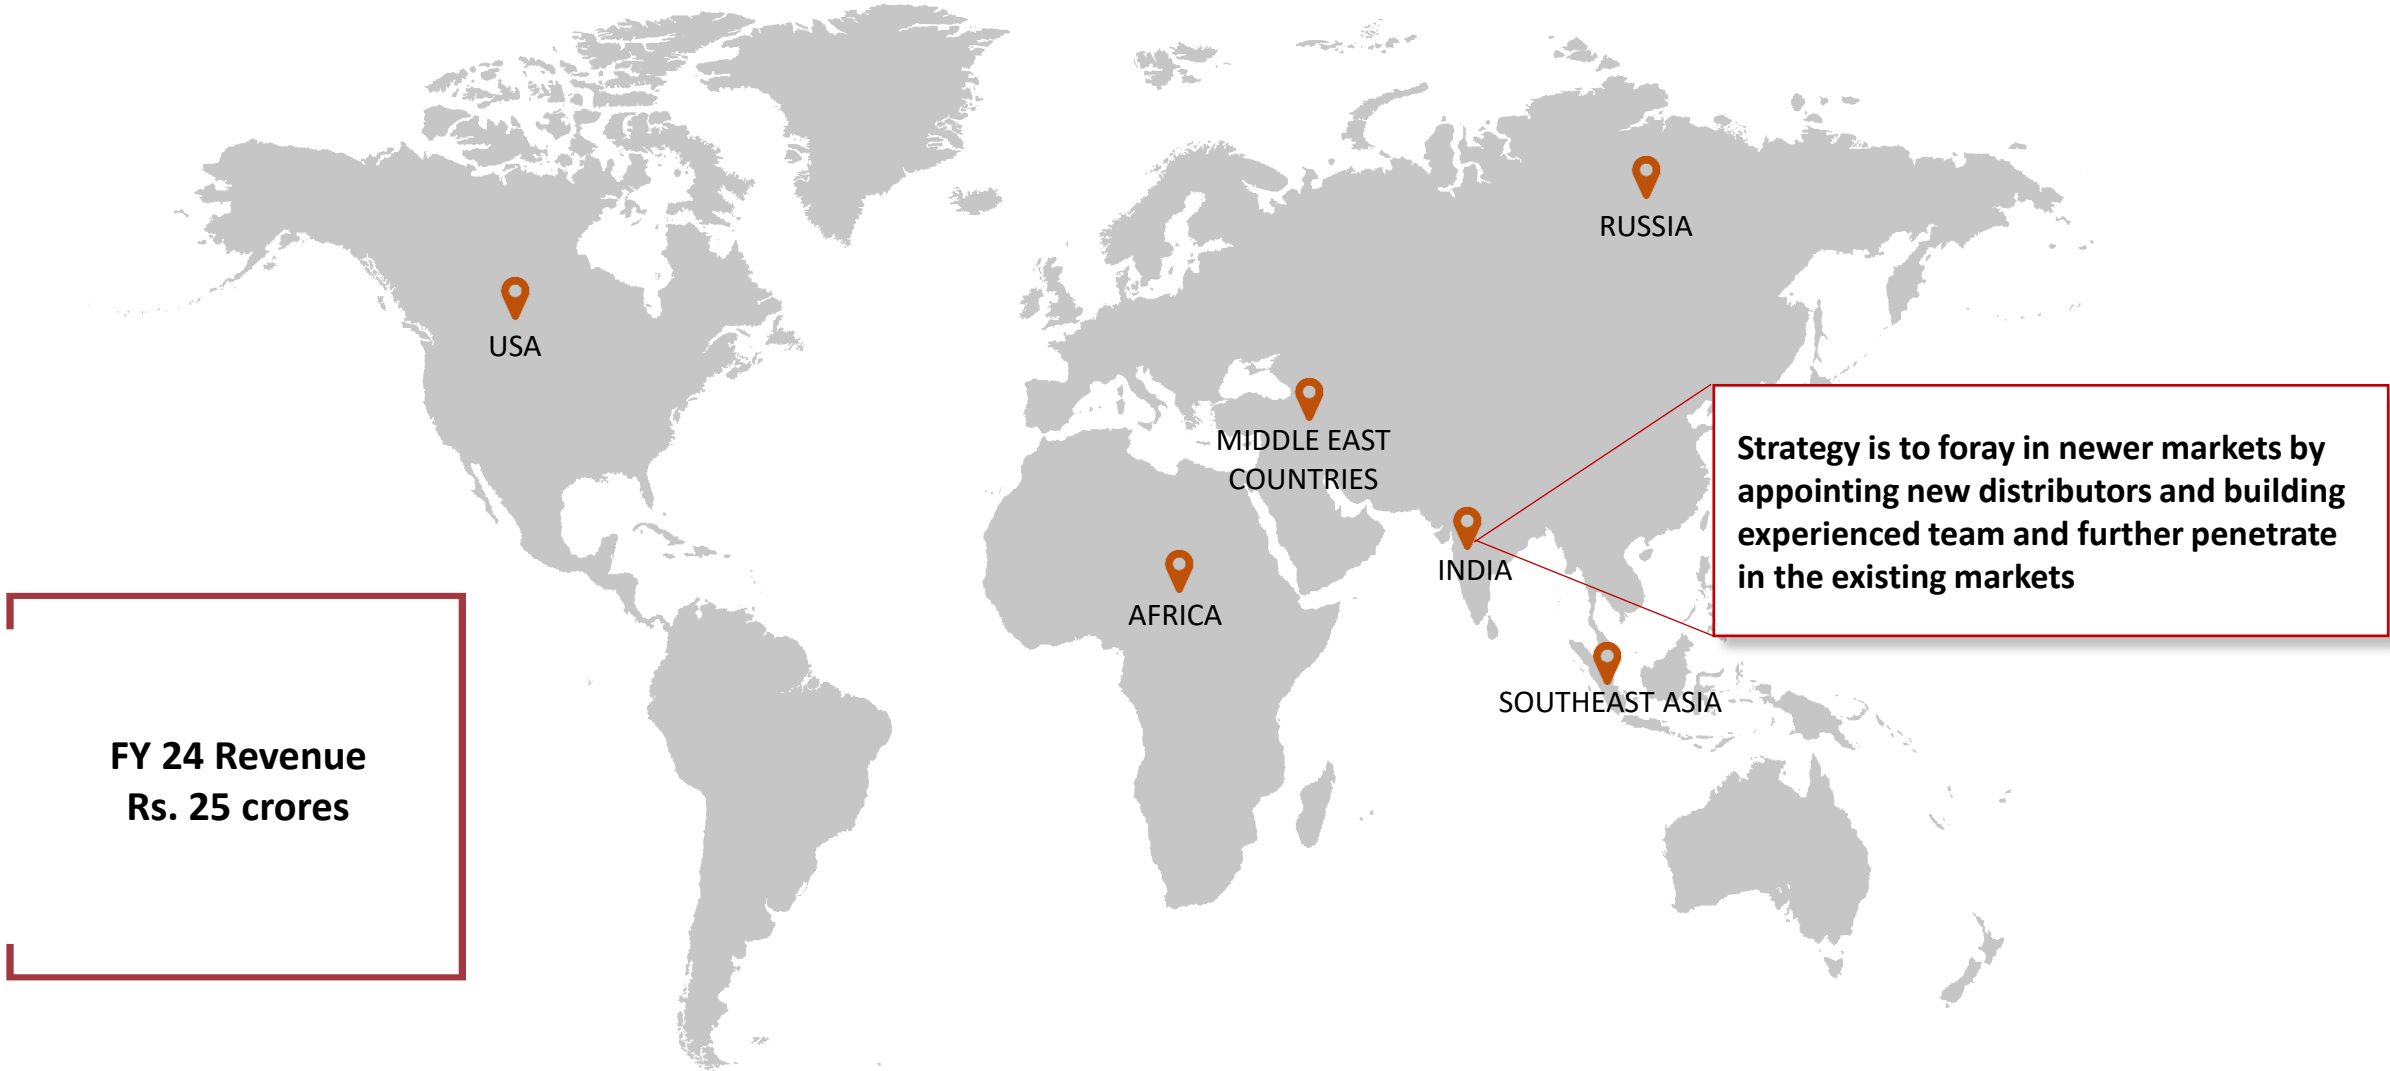 RUSSIA
USA
MIDDLE EAST
COUNTRIES
Strategy is to foray in newer markets by
appointing new distributors and building
experienced team and further penetrate
in the existing markets
INDIA
AFRICA
SOUTHEAST ASIA
FY 24 Revenue
Rs. 25 crores